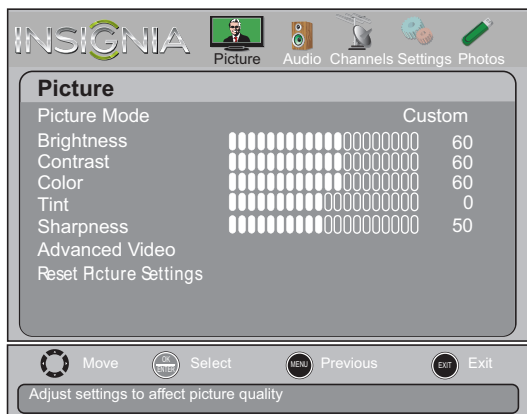 INSIGNIA
Picture Audio Channels Settings Photos
Picture
Picture Mode Custom
Brightness 60
Contrast 60
Color 60
Tint 0
Sharpness 50
Advanced Video
Reset Picture Settings
Move OK ENTER Select MENU Previous EXIT Exit
Adjust settings to affect picture quality